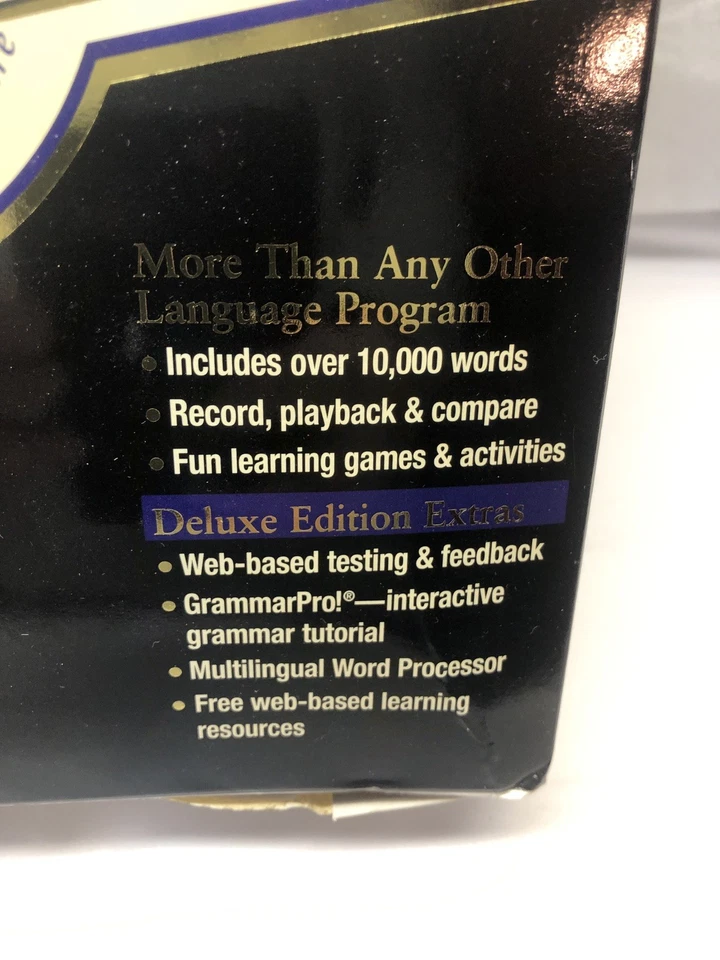 More Than Any Other
Language Program
• Includes over 10,000 words
• Record, playback & compare
• Fun learning games & activities
Deluxe Edition Extras
• Web-based testing & feedback
• GrammarPro!®—interactive
grammar tutorial
• Multilingual Word Processor
• Free web-based learning
resources